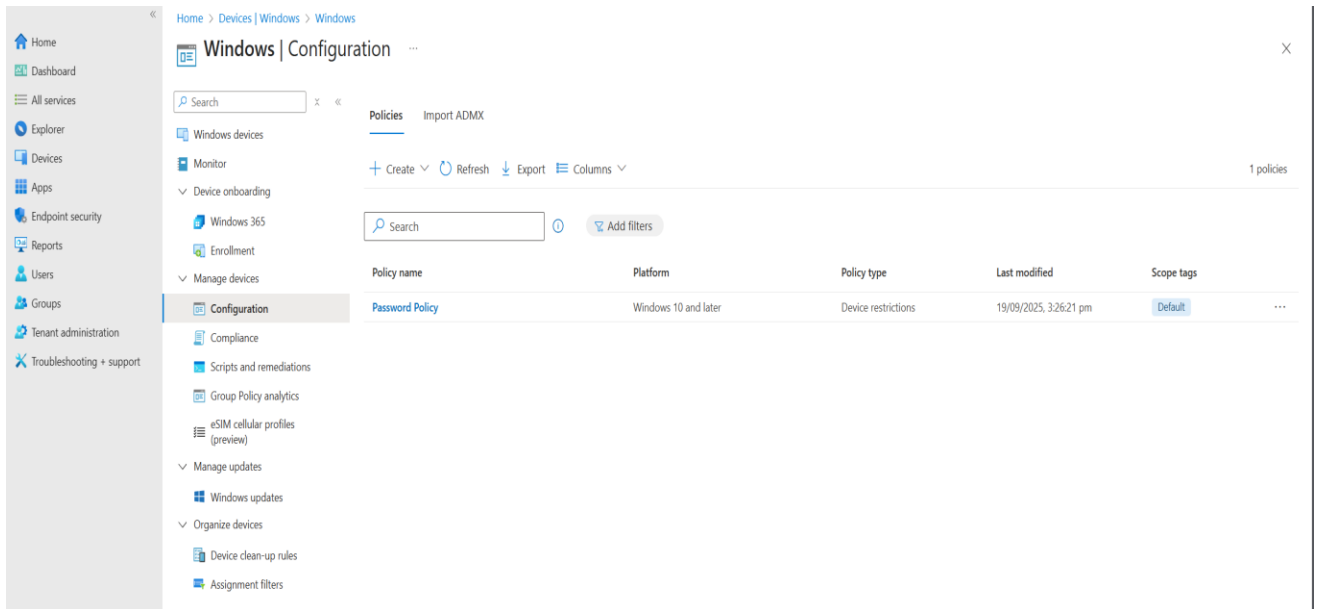 Home
Dashboard
All services
Explorer
Devices
Apps
Endpoint security
Reports
Users
Groups
Tenant administration
Troubleshooting + support
Home > Devices | Windows > Windows
Windows | Configuration ...
Search
Windows devices
Monitor
Device onboarding
Windows 365
Enrollment
Manage devices
Configuration
Compliance
Scripts and remediations
Group Policy analytics
eSIM cellular profiles
(preview)
Manage updates
Windows updates
Organize devices
Device clean-up rules
Assignment filters
Policies Import ADMX
Create Refresh Export Columns 1 policies
Search Add filters
Policy name Platform Policy type Last modified Scope tags
Password Policy Windows 10 and later Device restrictions 19/09/2025, 3:26:21 pm Default ...